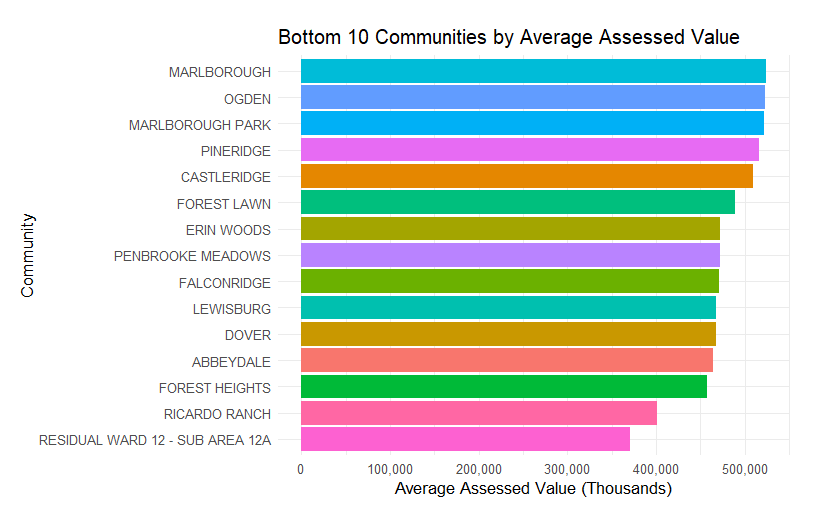 Bottom 10 Communities by Average Assessed Value
Community
MARLBOROUGH
OGDEN
MARLBOROUGH PARK
PINERIDGE
CASTLERIDGE
FOREST LAWN
ERIN WOODS
PENBROOKE MEADOWS
FALCONRIDGE
LEWISBURG
DOVER
ABBEYDALE
FOREST HEIGHTS
RICARDO RANCH
RESIDUAL WARD 12 - SUB AREA 12A
0 100,000 200,000 300,000 400,000 500,000
Average Assessed Value (Thousands)